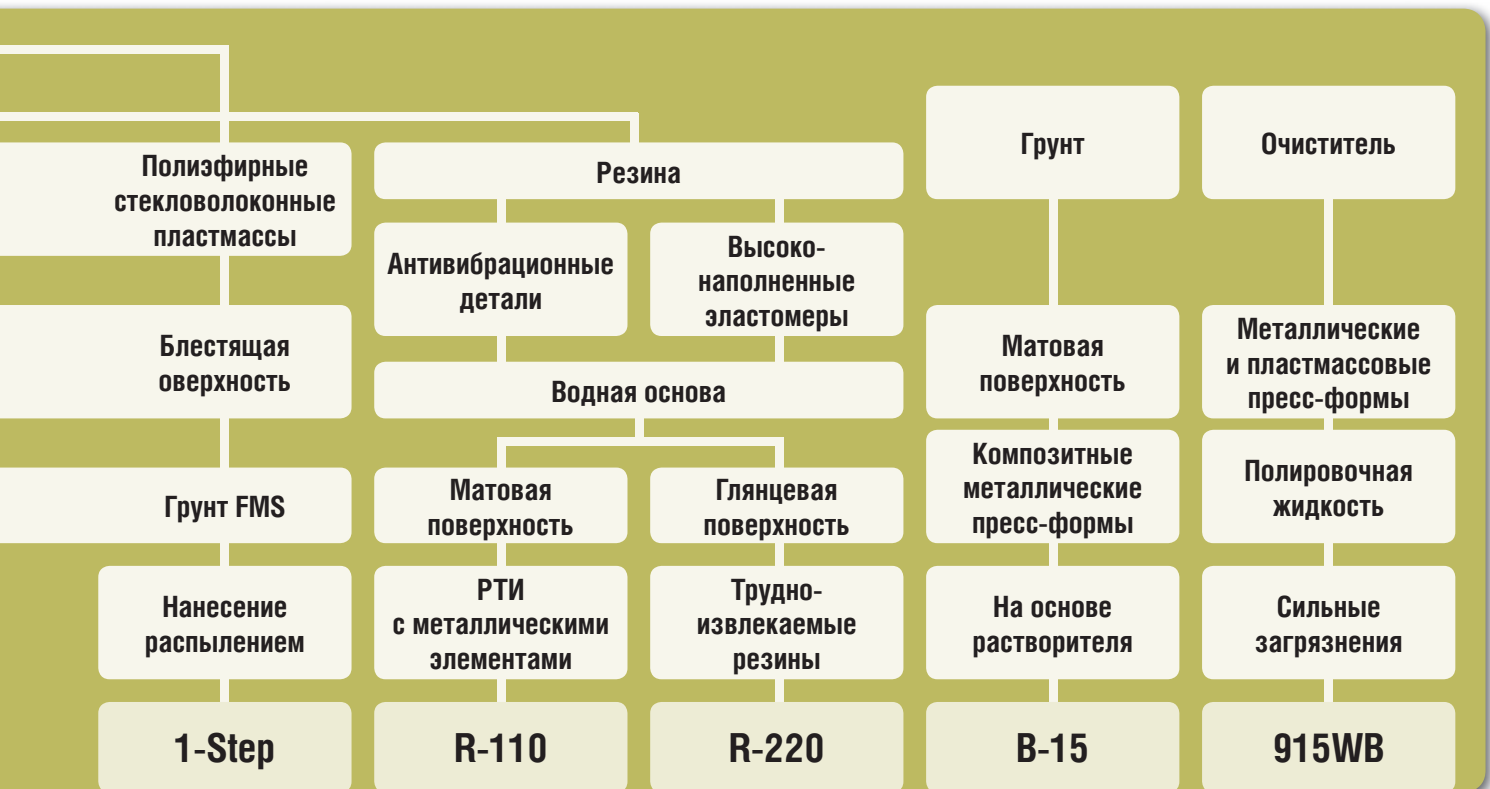 Полиэфирные
стекловолоконные
пластмассы
Блестящая
оверхность
Грунт FMS
Нанесение
распылением
1-Step
Резина
Антивибрационные
детали
Высоко-
наполненные
эластомеры
Водная основа
Матовая
поверхность
Глянцевая
поверхность
РТИ
с металлическими
элементами
Трудно-
извлекаемые
резины
R-110
R-220
Грунт
Матовая
поверхность
Композитные
металлические
пресс-формы
На основе
растворителя
B-15
Очиститель
Металлические
и пластмассовые
пресс-формы
Полировочная
жидкость
Сильные
загрязнения
915WB